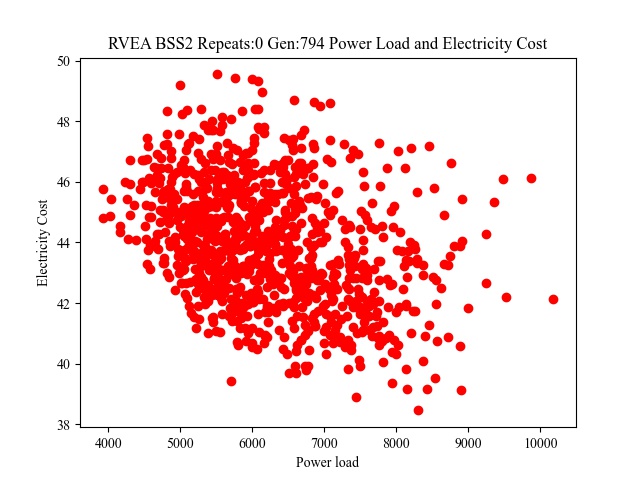 RVEA BSS2 Repeats:0 Gen:794 Power Load and Electricity Cost
50
48
46
44
42
40
38
Electricity Cost
4000 5000 6000 7000 8000 9000 10000
Power load